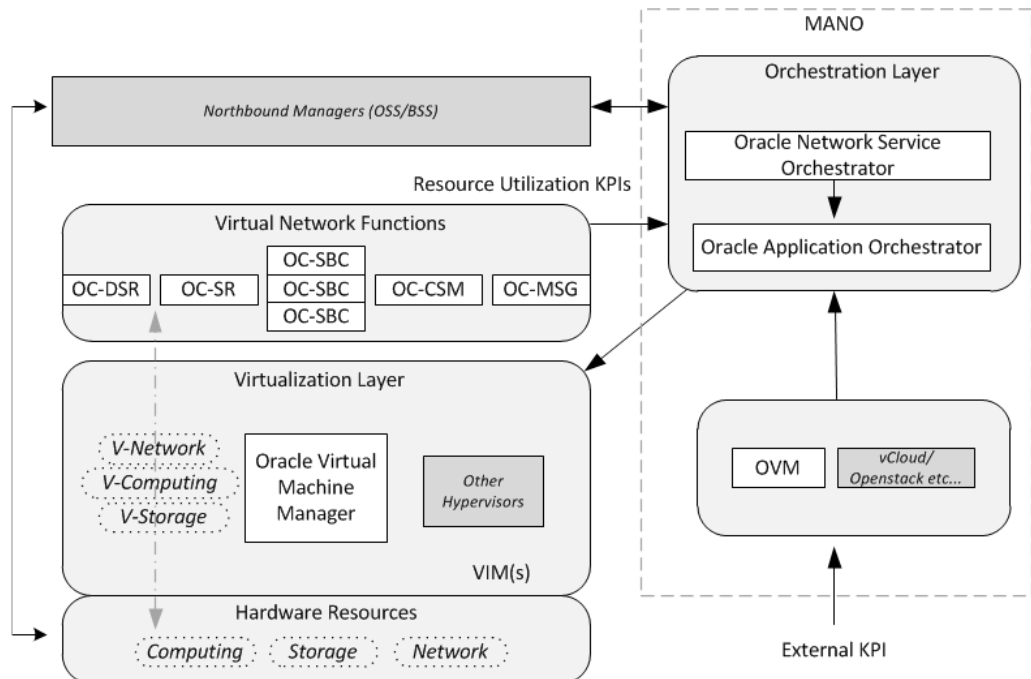 MANO
Orchestration Layer
Northbound Managers (OSS/BSS)
Oracle Network Service
Orchestrator
Resource Utilization KPIs
Virtual Network Functions
Oracle Application Orchestrator
OC-SBC
OC-DSR
OC-SR
OC-SBC
OC-CSM
OC-MSG
OC-SBC
Virtualization Layer
V-Network
V-Computing
V-Storage
Oracle Virtual
Machine
Manager
Other
Hypervisors
OVM
vCloud/
Openstack etc...
VIM(s)
Hardware Resources
Computing
Storage
Network
External KPI